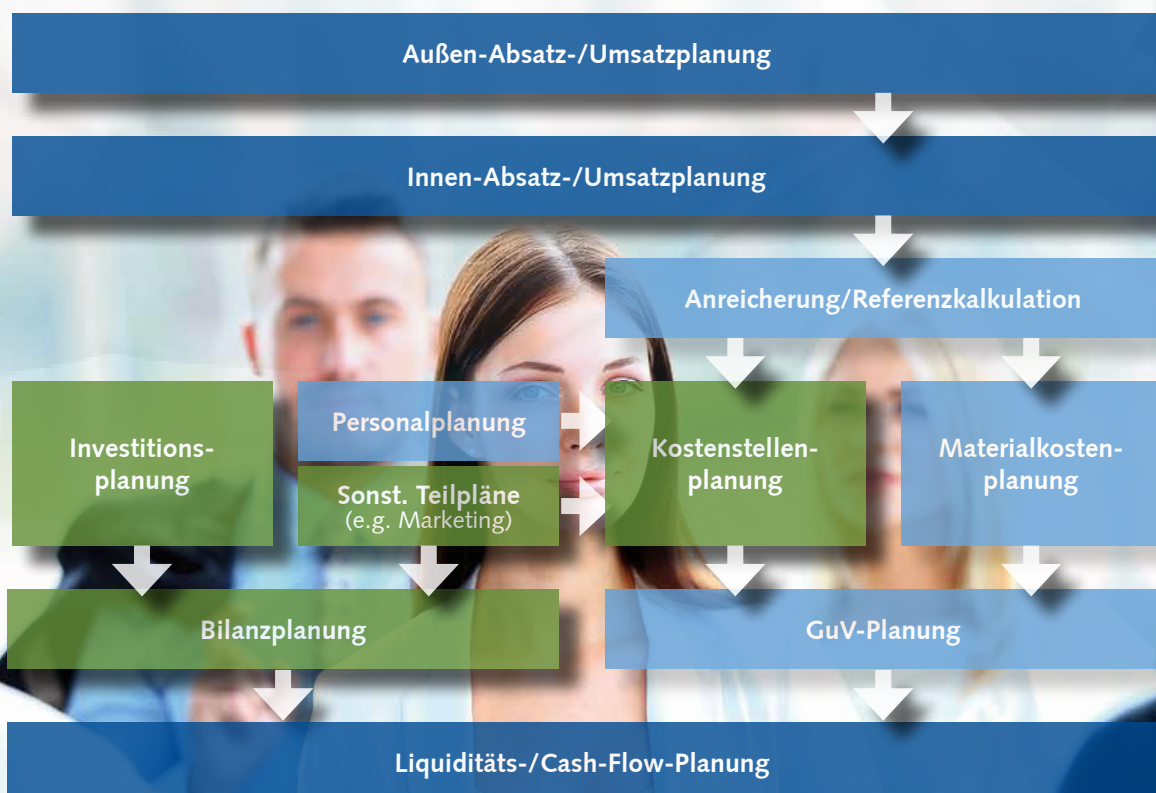 Außen-Absatz-/Umsatzplanung
Innen-Absatz-/Umsatzplanung
Anreicherung/Referenzkalkulation
Investitions-
planung
Personalplanung
Sonst. Teilpläne
(e.g. Marketing)
Kostenstellen-
planung
Materialkosten-
planung
Bilanzplanung
GuV-Planung
Liquiditäts-/Cash-Flow-Planung